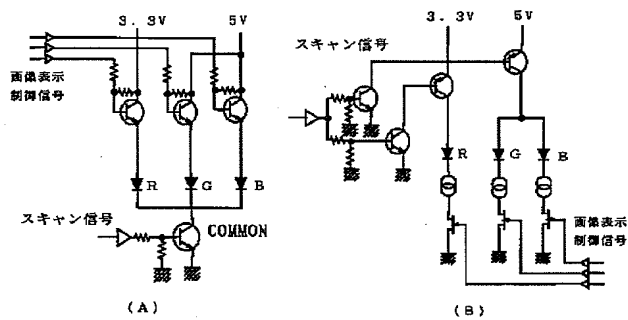 3. 3V
5V
画像表示
制御信号
R
G
B
スキャン信号
COMMON
(A)
3. 3V
5V
スキャン信号
R
G
B
画像表示
制御信号
(B)